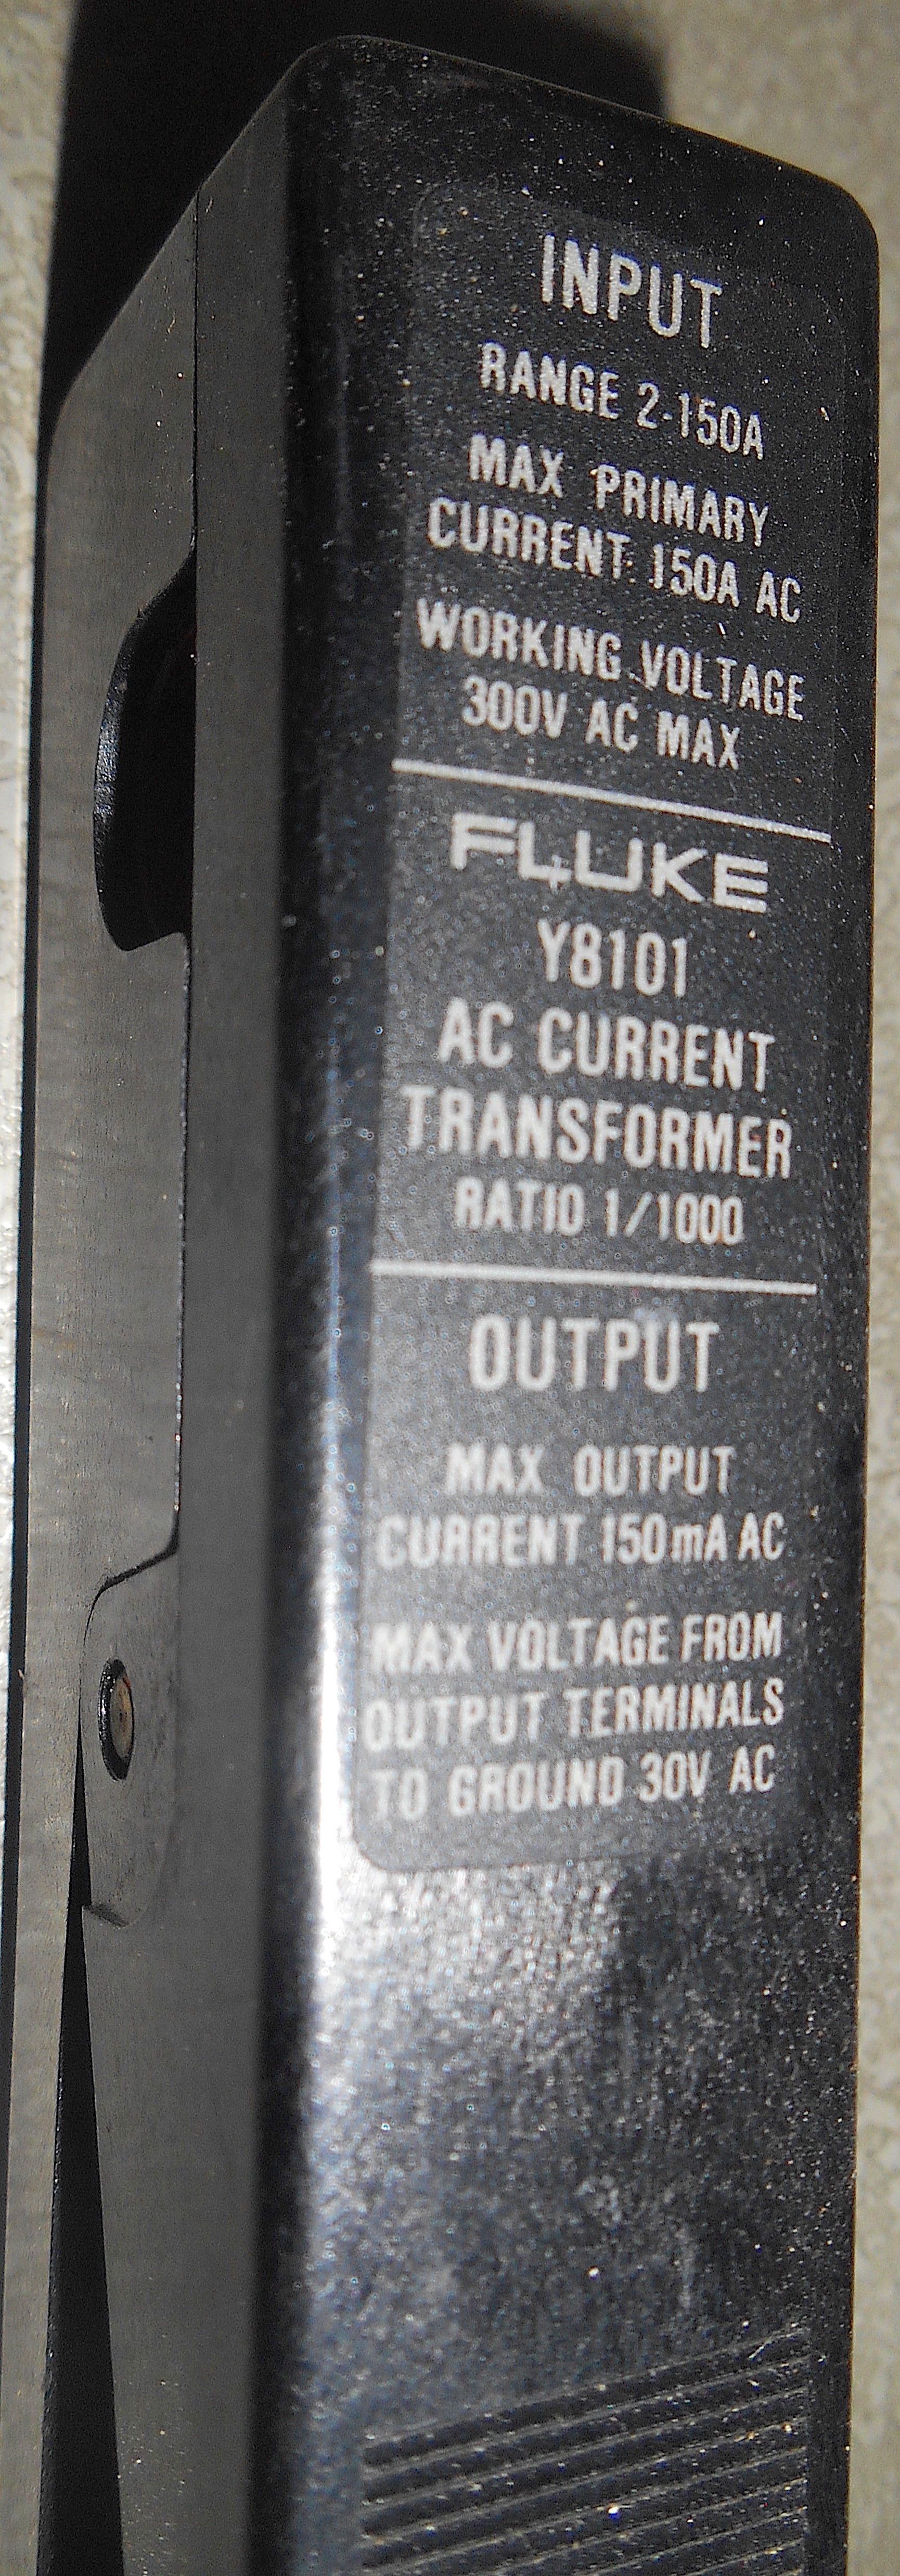 INPUT
RANGE 2-150A
MAX PRIMARY
CURRENT 150A AC
WORKING VOLTAGE
300V AC MAX
FLUKE
Y8101
AC CURRENT
TRANSFORMER
RATIO 1/1000
OUTPUT
MAX OUTPUT
CURRENT 150mA AC
MAX VOLTAGE FROM
OUTPUT TERMINALS
TO GROUND 30V AC